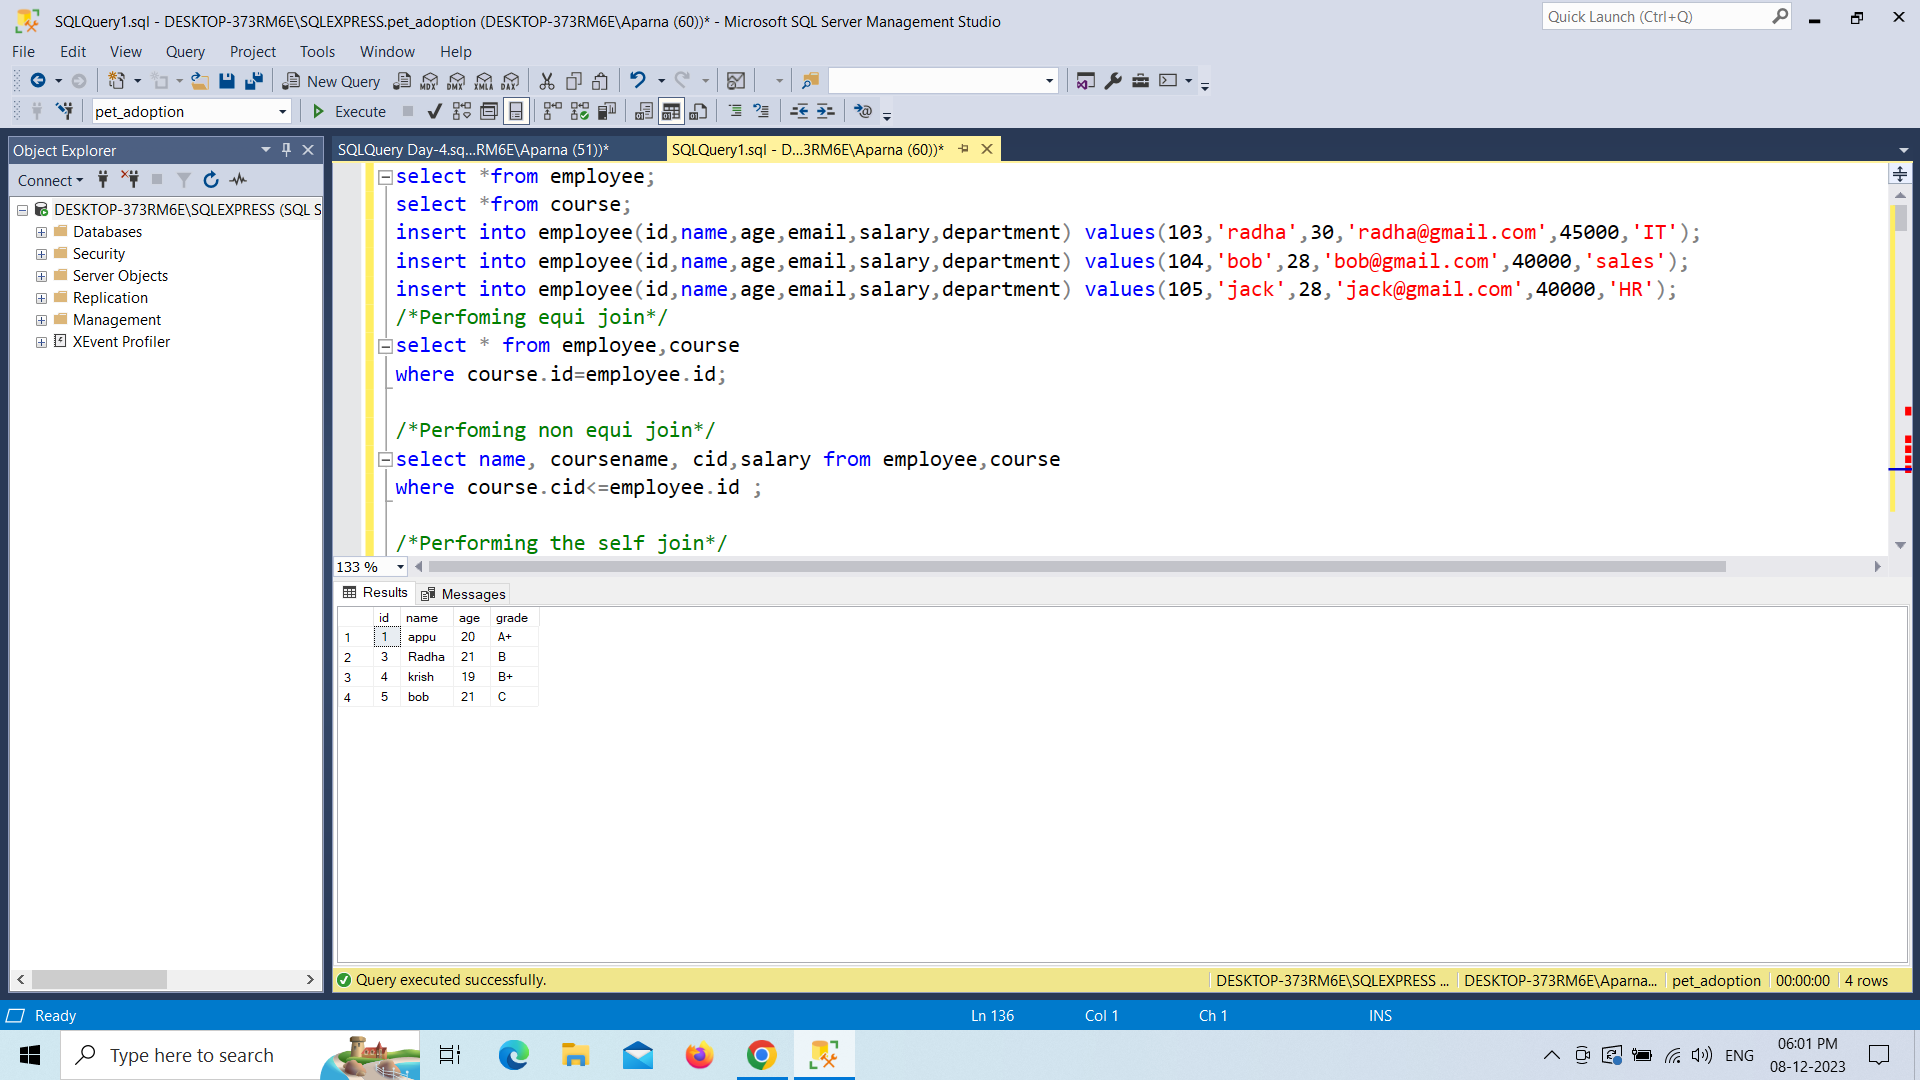 SQLQuery1.sql - DESKTOP-373RM6E\SQLEXPRESS.pet_adoption (DESKTOP-373RM6E\Aparna (60))* - Microsoft SQL Server Management Studio
Quick Launch (Ctrl+Q)
File Edit View Query Project Tools Window Help
New Query
MDX DMX XMLA DAX
pet_adoption
Execute
Object Explorer
SQLQuery Day-4.sq...RM6E\Aparna (51))*
SQLQuery1.sql - D...3RM6E\Aparna (60))*
Connect
DESKTOP-373RM6E\SQLEXPRESS (SQL S
Databases
Security
Server Objects
Replication
Management
XEvent Profiler
select *from employee;
select *from course;
insert into employee(id,name,age,email,salary,department) values(103,'radha',30,'radha@gmail.com',45000,'IT');
insert into employee(id,name,age,email,salary,department) values(104,'bob',28,'bob@gmail.com',40000,'sales');
insert into employee(id,name,age,email,salary,department) values(105,'jack',28,'jack@gmail.com',40000,'HR');
/*Perfoming equi join*/
select * from employee,course
where course.id=employee.id;
/*Perfoming non equi join*/
select name, coursename, cid,salary from employee,course
where course.cid<=employee.id ;
/*Performing the self join*/
133 %
Results Messages
id name age grade
1 1 appu 20 A+
2 3 Radha 21 B
3 4 krish 19 B+
4 5 bob 21 C
Query executed successfully.
DESKTOP-373RM6E\SQLEXPRESS ... DESKTOP-373RM6E\Aparna... pet_adoption 00:00:00 4 rows
Ready
Ln 136 Col 1 Ch 1 INS
Type here to search
ENG
06:01 PM
08-12-2023